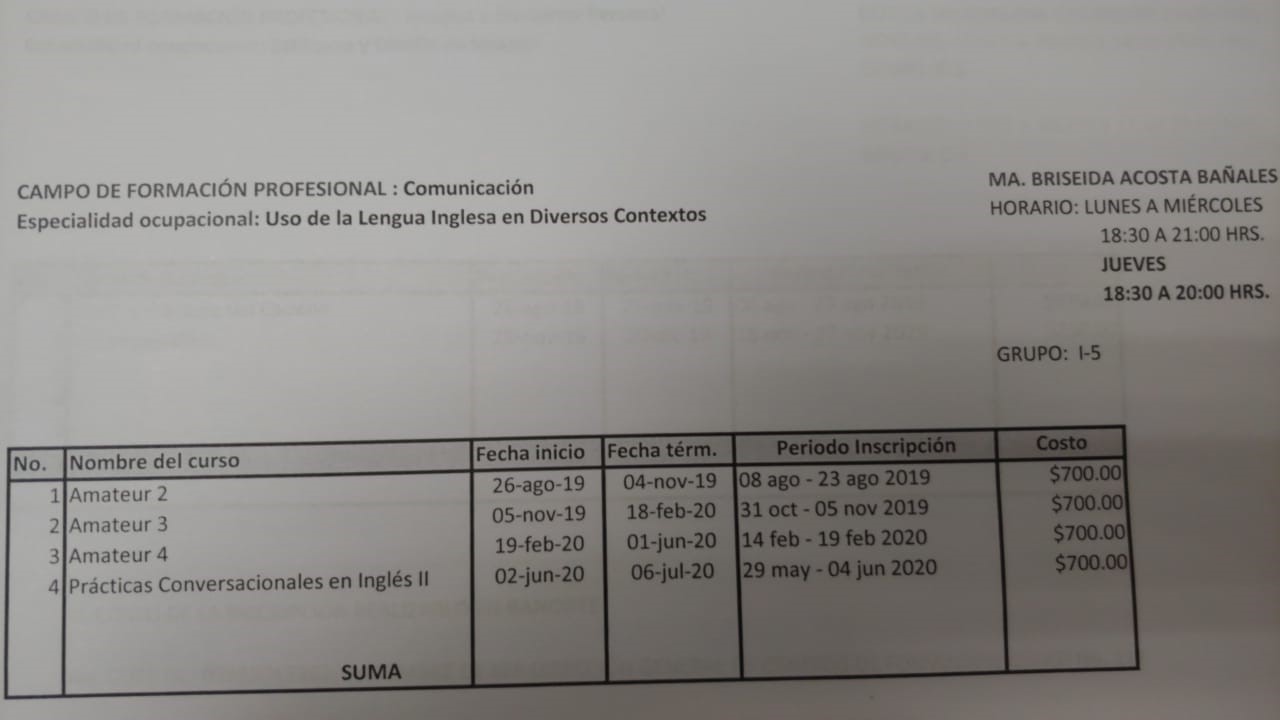 CAMPO DE FORMACIÓN PROFESIONAL : Comunicación
Especialidad ocupacional: Uso de la Lengua Inglesa en Diversos Contextos
MA. BRISEIDA ACOSTA BAÑALES
HORARIO: LUNES A MIÉRCOLES
18:30 A 21:00 HRS.
JUEVES
18:30 A 20:00 HRS.
GRUPO: I-5
No. Nombre del curso Fecha inicio Fecha térm. Periodo Inscripción Costo
1 Amateur 2 26-ago-19 04-nov-19 08 ago - 23 ago 2019 $700.00
2 Amateur 3 05-nov-19 18-feb-20 31 oct - 05 nov 2019 $700.00
3 Amateur 4 19-feb-20 01-jun-20 14 feb - 19 feb 2020 $700.00
4 Prácticas Conversacionales en Inglés II 02-jun-20 06-jul-20 29 may - 04 jun 2020 $700.00
SUMA